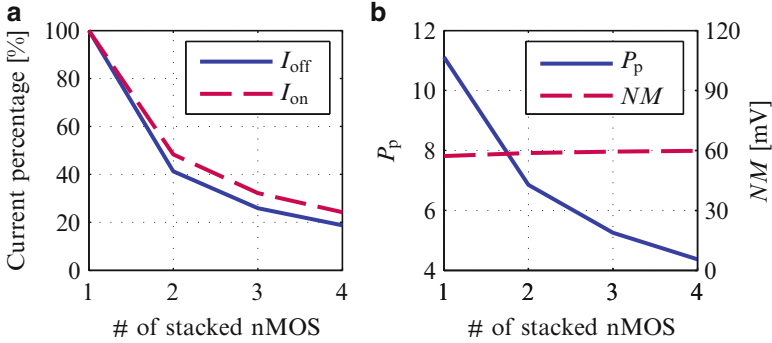 a
Current percentage [%]
100
80
60
40
20
0
I_off
I_on
1 2 3 4
# of stacked nMOS
b
P_p
12
10
8
6
4
P_p
NM
120
90
60
30
0
NM [mV]
1 2 3 4
# of stacked nMOS